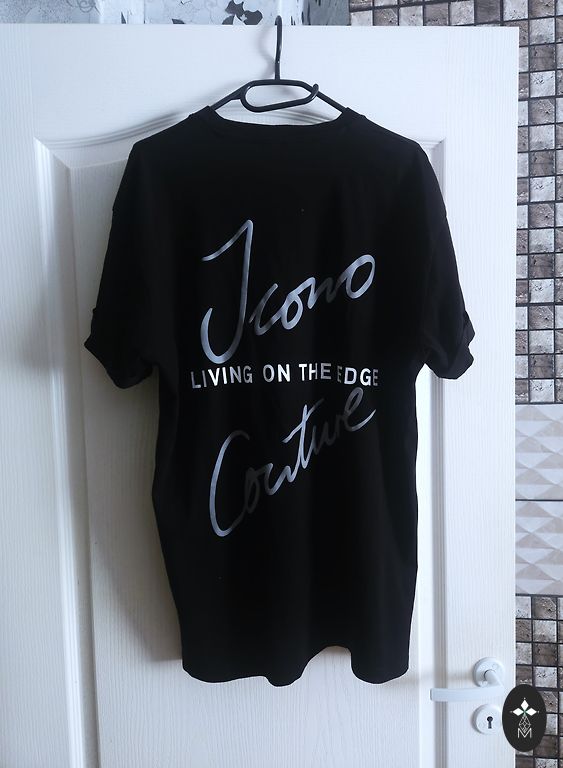 Icono
LIVING ON THE EDGE
Couture
M